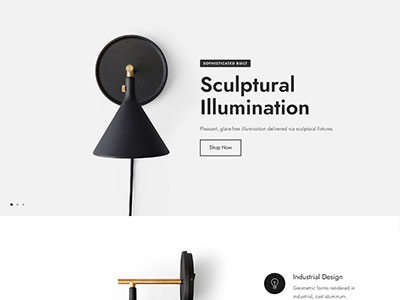 SOPHISTICATED BUILT
Sculptural
Illumination
Pleasant, glare-free illumination delivered via sculptural fixtures.
Shop Now
Industrial Design
Geometric forms rendered in
industrial, cast aluminum.